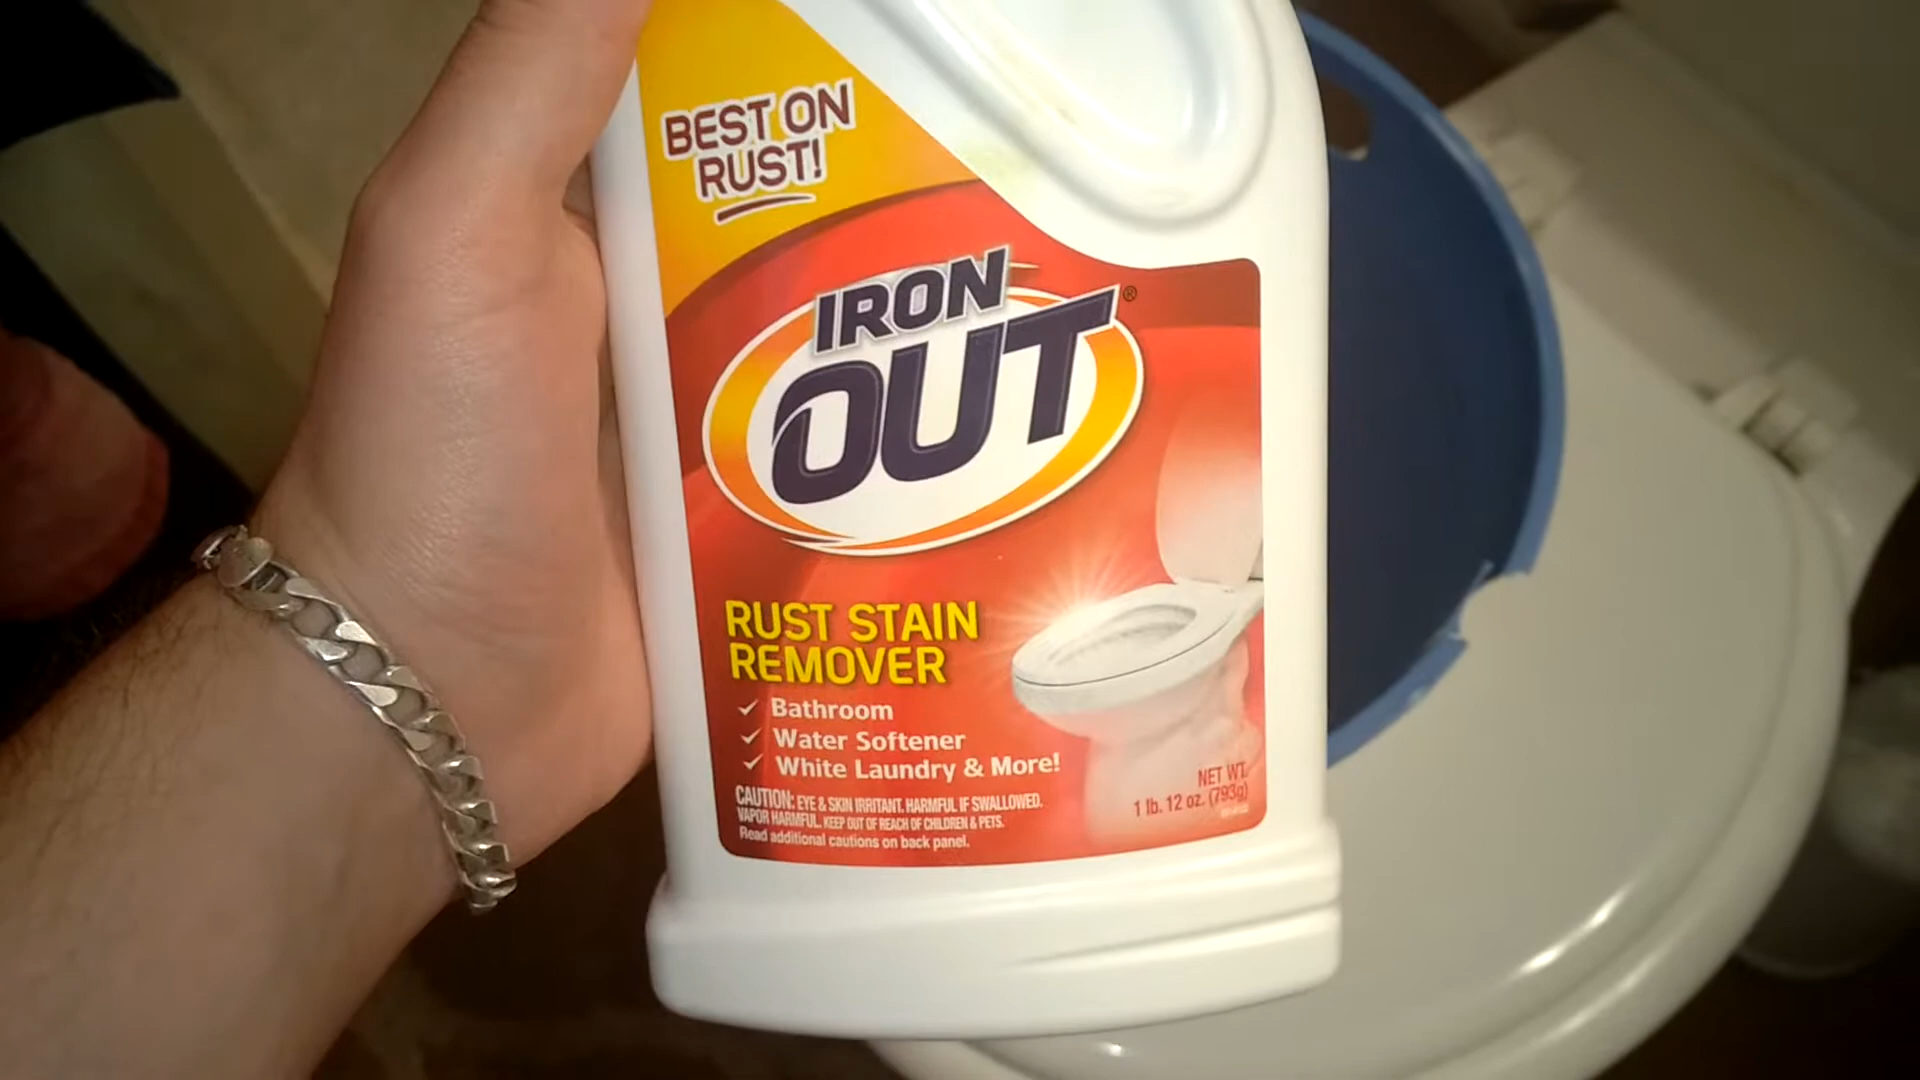 BEST ON
RUST!
IRON
OUT®
RUST STAIN
REMOVER
✓ Bathroom
✓ Water Softener
✓ White Laundry & More!
CAUTION: EYE & SKIN IRRITANT. HARMFUL IF SWALLOWED.
VAPOR HARMFUL. KEEP OUT OF REACH OF CHILDREN & PETS.
Read additional cautions on back panel.
NET WT.
1 lb. 12 oz. (793g)